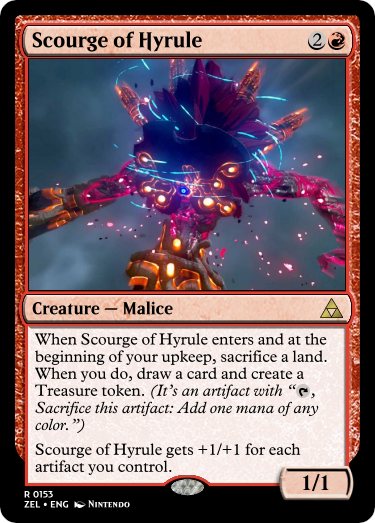 Scourge of Hyrule 2
Creature — Malice
When Scourge of Hyrule enters and at the
beginning of your upkeep, sacrifice a land.
When you do, draw a card and create a
Treasure token. (It's an artifact with “,
Sacrifice this artifact: Add one mana of any
color.”)
Scourge of Hyrule gets +1/+1 for each
artifact you control.
1/1
R 0153
ZEL • ENG Nintendo